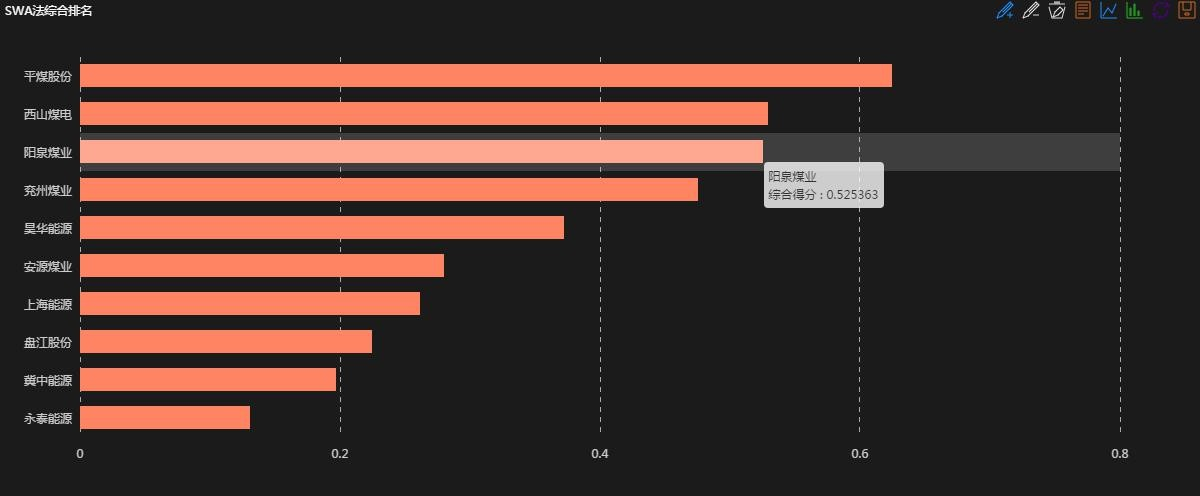 SWA法综合排名
平煤股份
西山煤电
阳泉煤业
兖州煤业
昊华能源
安源煤业
上海能源
盘江股份
冀中能源
永泰能源
阳泉煤业
综合得分 : 0.525363
0 0.2 0.4 0.6 0.8